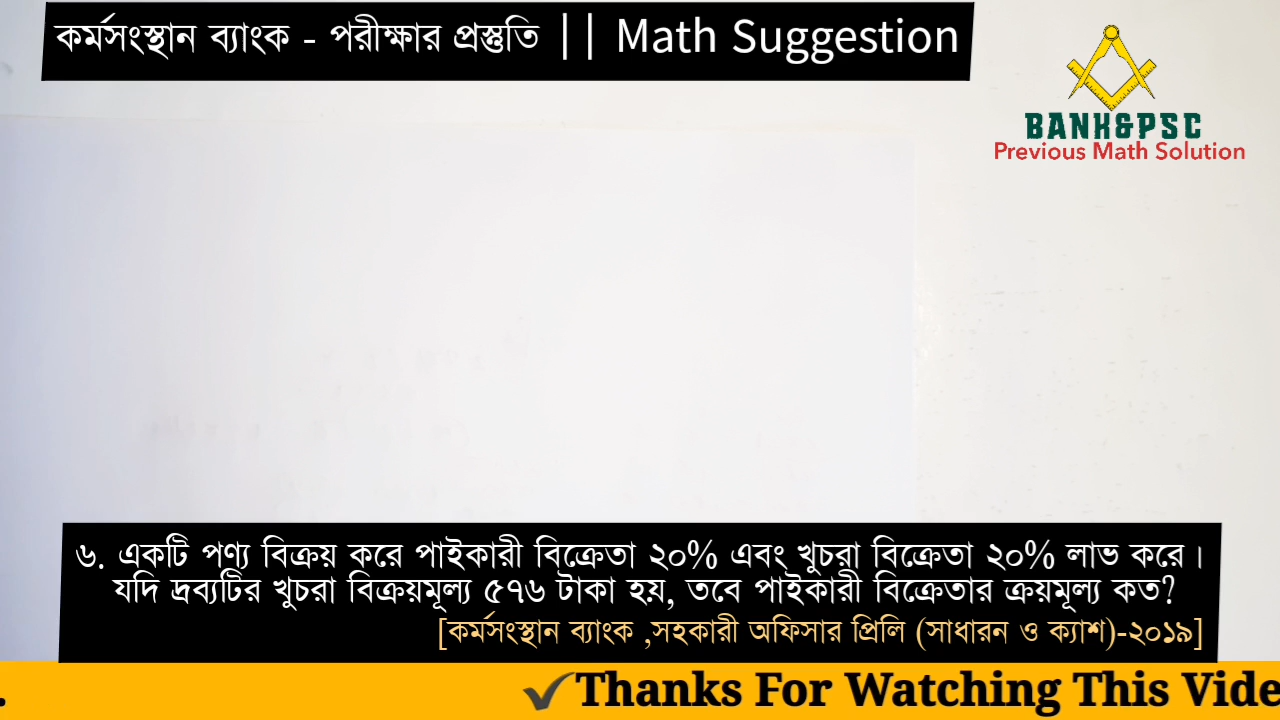 কর্মসংস্থান ব্যাংক - পরীক্ষার প্রস্তুতি || Math Suggestion
BANK&PSC
Previous Math Solution
৬. একটি পণ্য বিক্রয় করে পাইকারী বিক্রেতা ২০% এবং খুচরা বিক্রেতা ২০% লাভ করে।
যদি দ্রব্যটির খুচরা বিক্রয়মূল্য ৫৭৬ টাকা হয়, তবে পাইকারী বিক্রেতার ক্রয়মূল্য কত?
[কর্মসংস্থান ব্যাংক ,সহকারী অফিসার প্রিলি (সাধারন ও ক্যাশ)-২০১৯]
. ✔Thanks For Watching This Vide